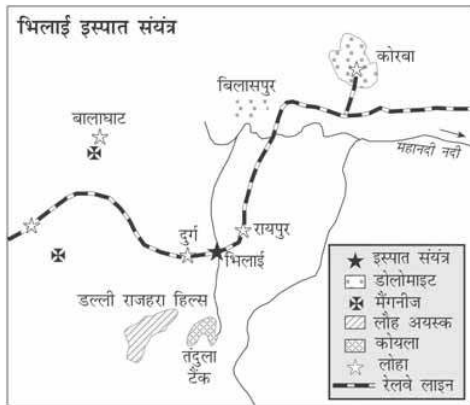 भिलाई इस्पात संयंत्र
कोरबा
बिलासपुर
बालाघाट
महानदी नदी
दुर्ग
रायपुर
भिलाई
डल्ली राजहरा हिल्स
तंदुला
टैंक
इस्पात संयंत्र
डोलोमाइट
मैंगनीज
लौह अयस्क
कोयला
लोहा
रेलवे लाइन